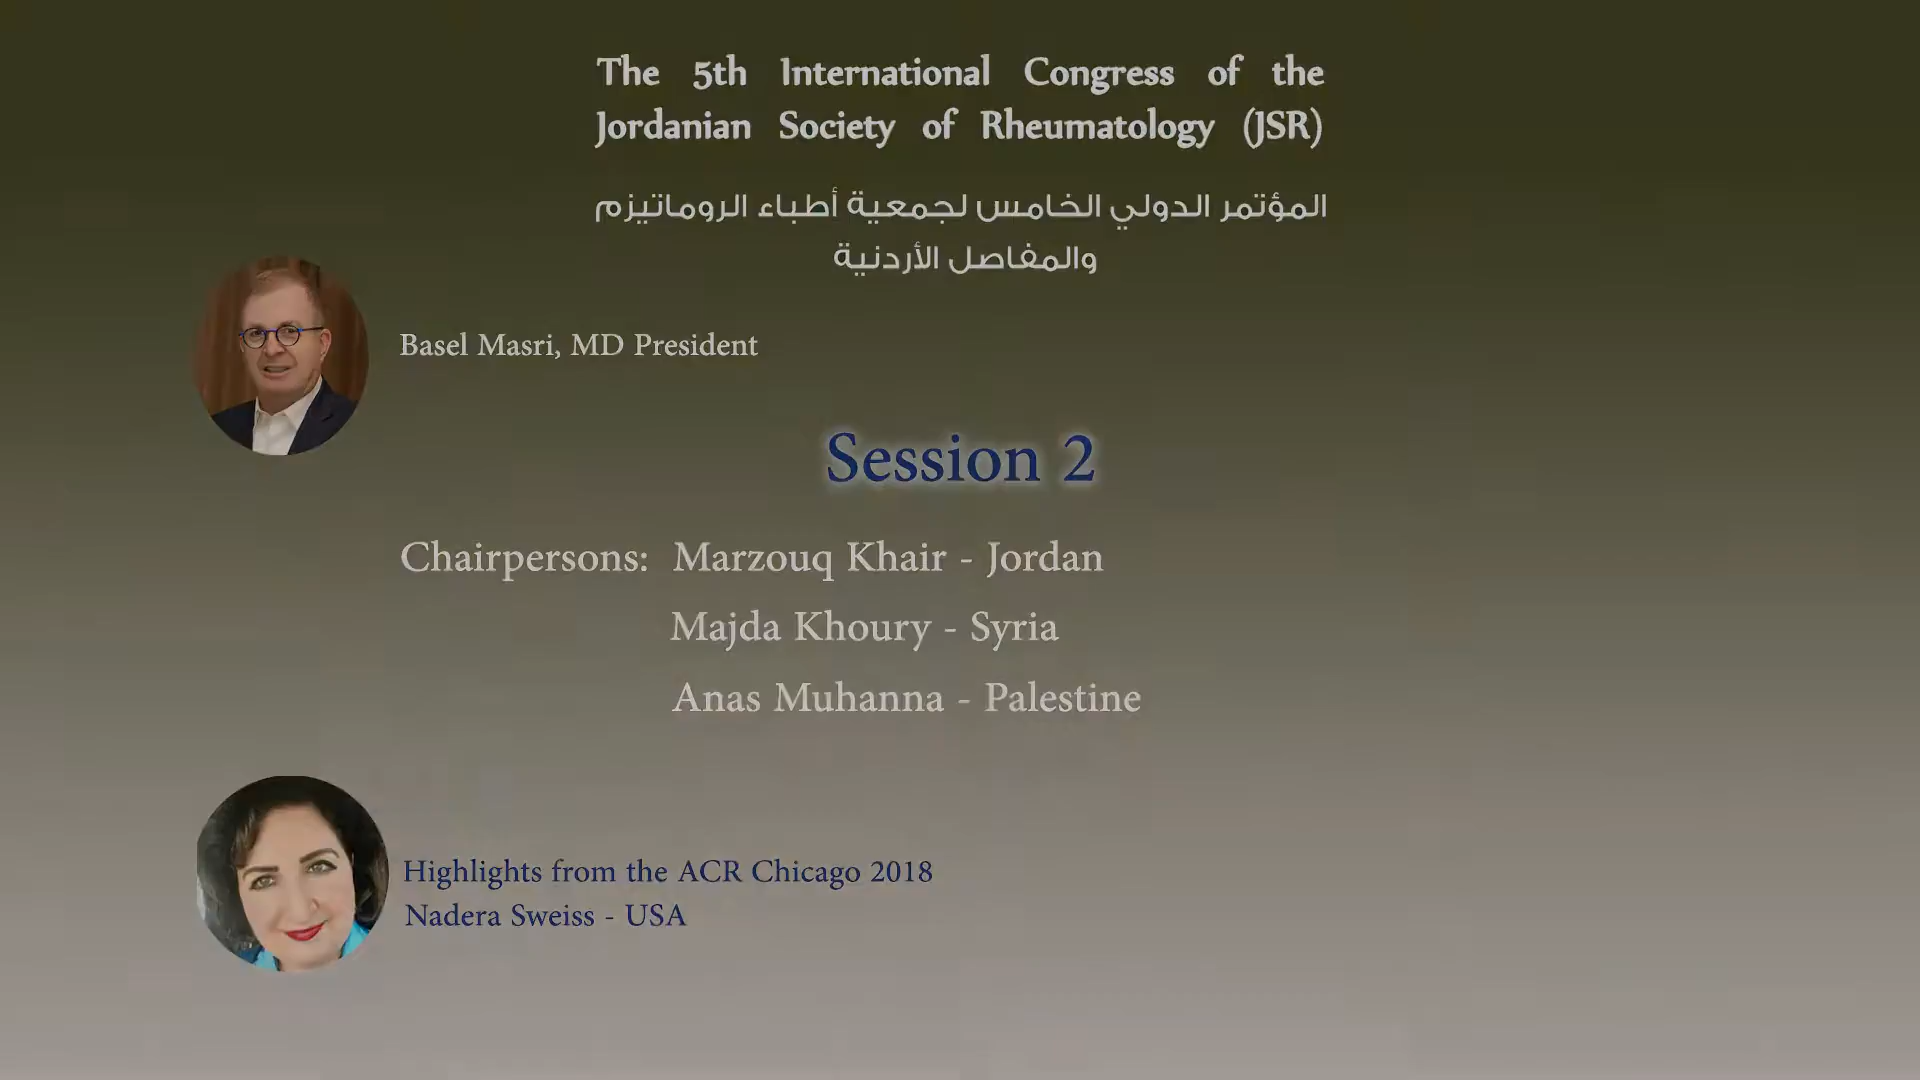 The 5th International Congress of the
Jordanian Society of Rheumatology (JSR)
المؤتمر الدولي الخامس لجمعية أطباء الروماتيزم
والمفاصل الأردنية
Basel Masri, MD President
Session 2
Chairpersons: Marzouq Khair - Jordan
Majda Khoury - Syria
Anas Muhanna - Palestine
Highlights from the ACR Chicago 2018
Nadera Sweiss - USA